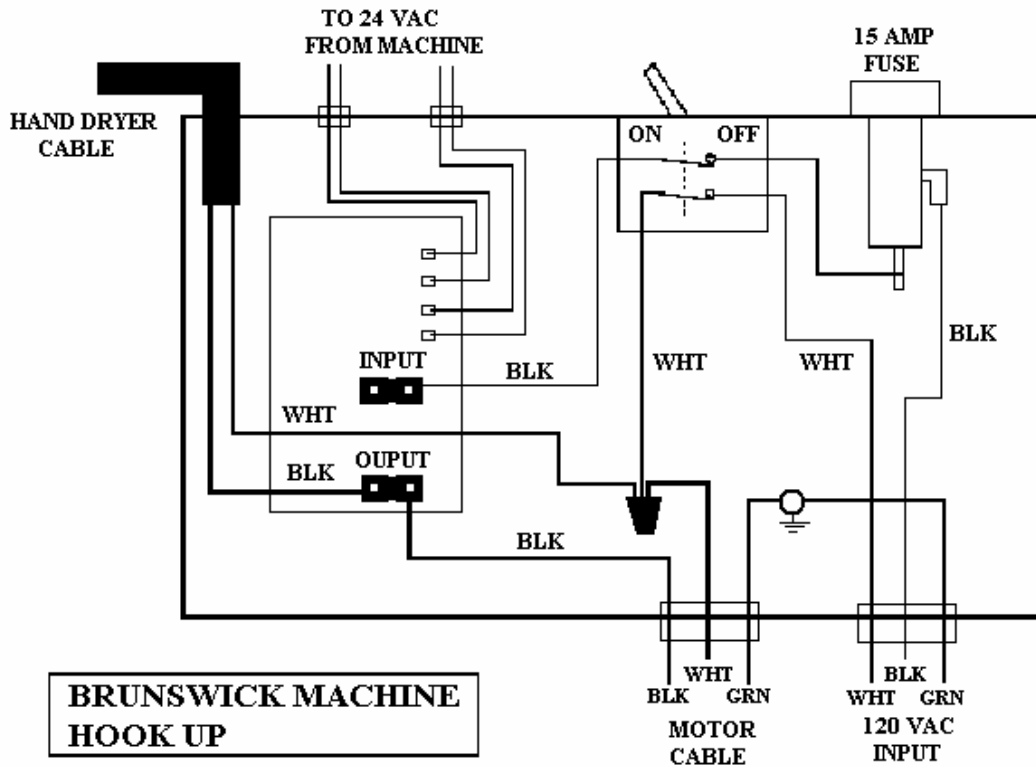 TO 24 VAC
FROM MACHINE
15 AMP
FUSE
HAND DRYER
CABLE
ON OFF
BLK
INPUT
BLK
WHT
WHT
WHT
OUPUT
BLK
BLK
WHT
BLK
BLK
GRN
WHT
GRN
MOTOR
CABLE
120 VAC
INPUT
BRUNSWICK MACHINE
HOOK UP